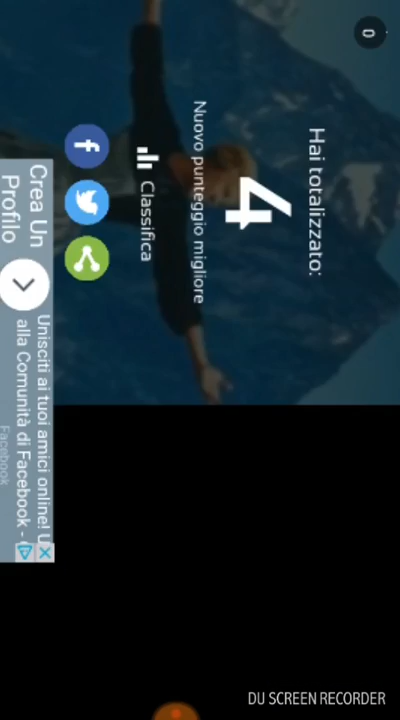 0
Hai totalizzato:
4
Nuovo punteggio migliore
Classifica
Crea Un
Profilo
Unisciti ai tuoi amici online! U
alla Comunità di Facebook -
Facebook
DU SCREEN RECORDER